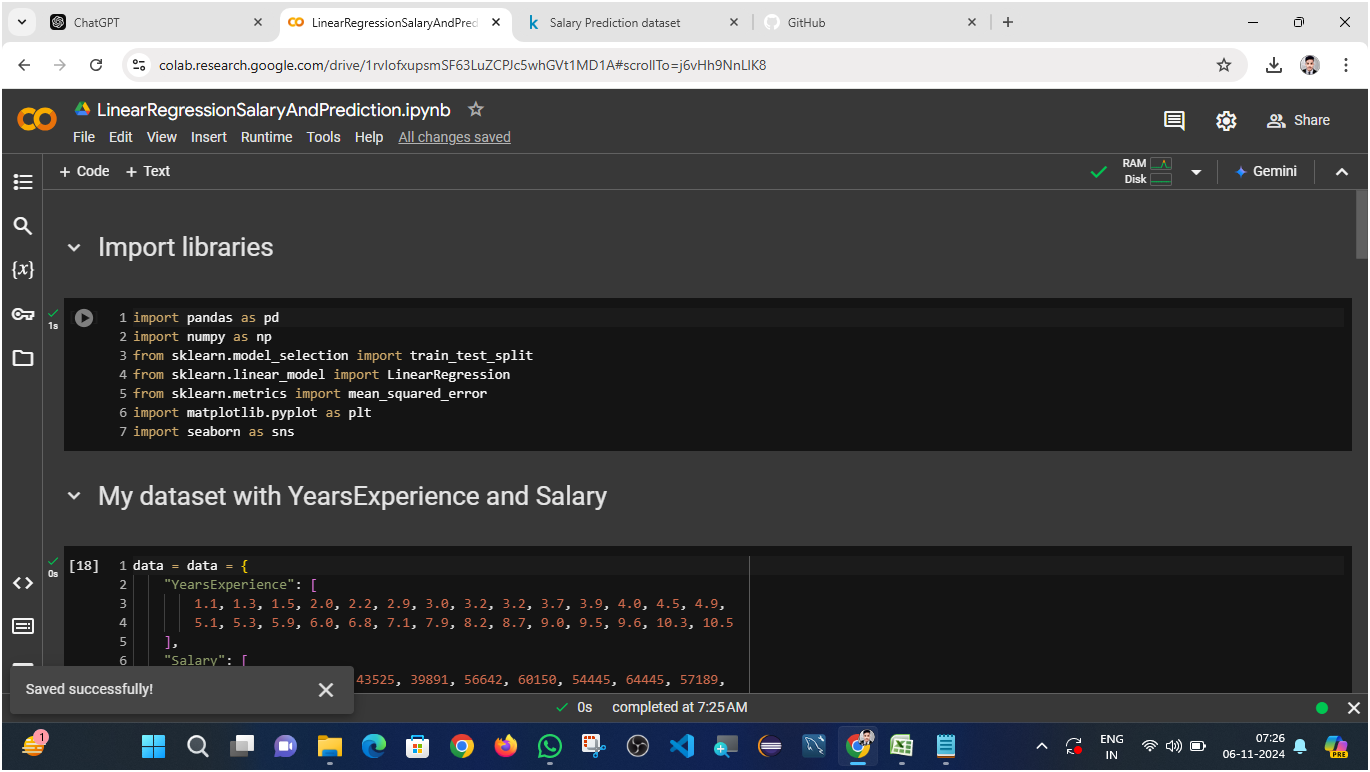 ChatGPT
LinearRegressionSalaryAndPred
Salary Prediction dataset
GitHub
colab.research.google.com/drive/1rvIofxupsmSF63LuZCPJc5whGVt1MD1A#scrollTo=j6vHh9NnLIK8
LinearRegressionSalaryAndPrediction.ipynb
Share
File Edit View Insert Runtime Tools Help All changes saved
+ Code + Text
RAM
Disk
Gemini
Import libraries
1s
1 import pandas as pd
2 import numpy as np
3 from sklearn.model_selection import train_test_split
4 from sklearn.linear_model import LinearRegression
5 from sklearn.metrics import mean_squared_error
6 import matplotlib.pyplot as plt
7 import seaborn as sns
My dataset with YearsExperience and Salary
0s
[18] 1 data = data = {
2 "YearsExperience": [
3 1.1, 1.3, 1.5, 2.0, 2.2, 2.9, 3.0, 3.2, 3.2, 3.7, 3.9, 4.0, 4.5, 4.9,
4 5.1, 5.3, 5.9, 6.0, 6.8, 7.1, 7.9, 8.2, 8.7, 9.0, 9.5, 9.6, 10.3, 10.5
5 ],
6 "Salary": [
43525, 39891, 56642, 60150, 54445, 64445, 57189,
Saved successfully!
0s completed at 7:25 AM
1
ENG
IN
07:26
06-11-2024
PRE